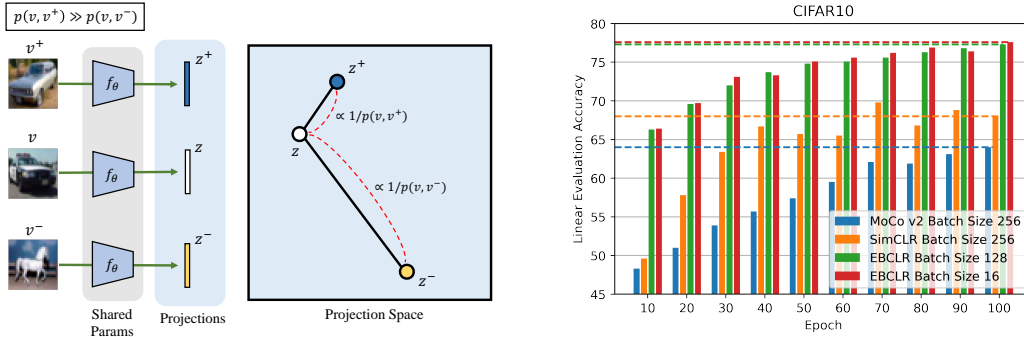 p(v, v⁺) ≫ p(v, v⁻)
v⁺
f_θ
z⁺
v
f_θ
z
v⁻
f_θ
z⁻
Shared
Params
Projections
z⁺
∝ 1/p(v, v⁺)
z
∝ 1/p(v, v⁻)
z⁻
Projection Space
CIFAR10
Linear Evaluation Accuracy
80
75
70
65
60
55
50
45
MoCo v2 Batch Size 256
SimCLR Batch Size 256
EBCLR Batch Size 128
EBCLR Batch Size 16
10 20 30 40 50 60 70 80 90 100
Epoch